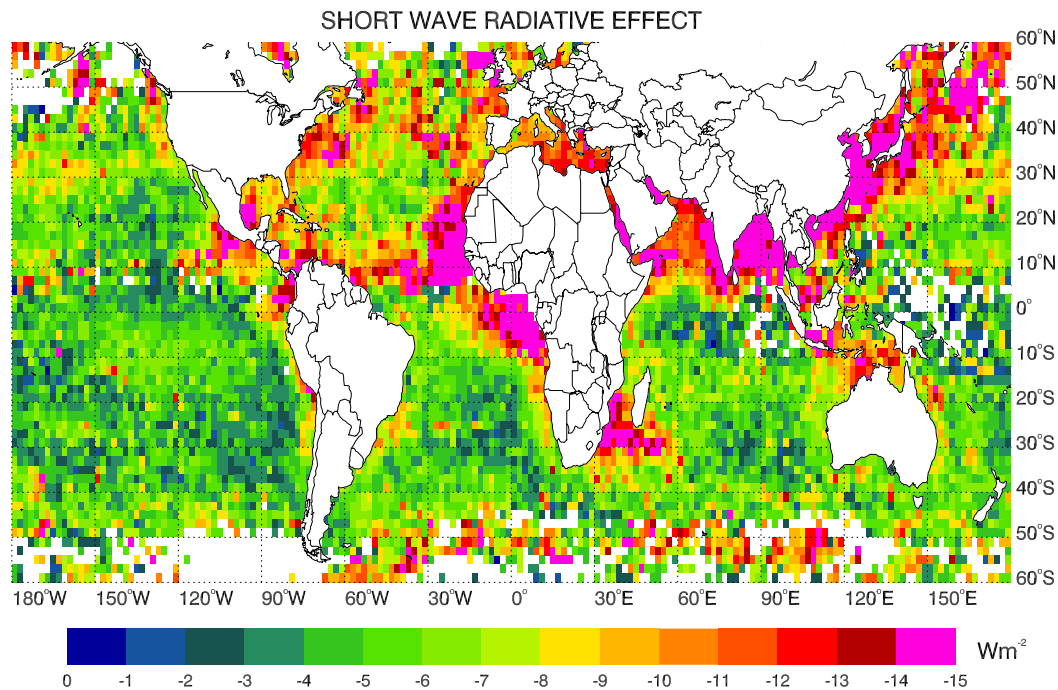 SHORT WAVE RADIATIVE EFFECT
60°N
50°N
40°N
30°N
20°N
10°N
0°
10°S
20°S
30°S
40°S
50°S
60°S
180°W 150°W 120°W 90°W 60°W 30°W 0° 30°E 60°E 90°E 120°E 150°E
0 -1 -2 -3 -4 -5 -6 -7 -8 -9 -10 -11 -12 -13 -14 -15 Wm⁻²